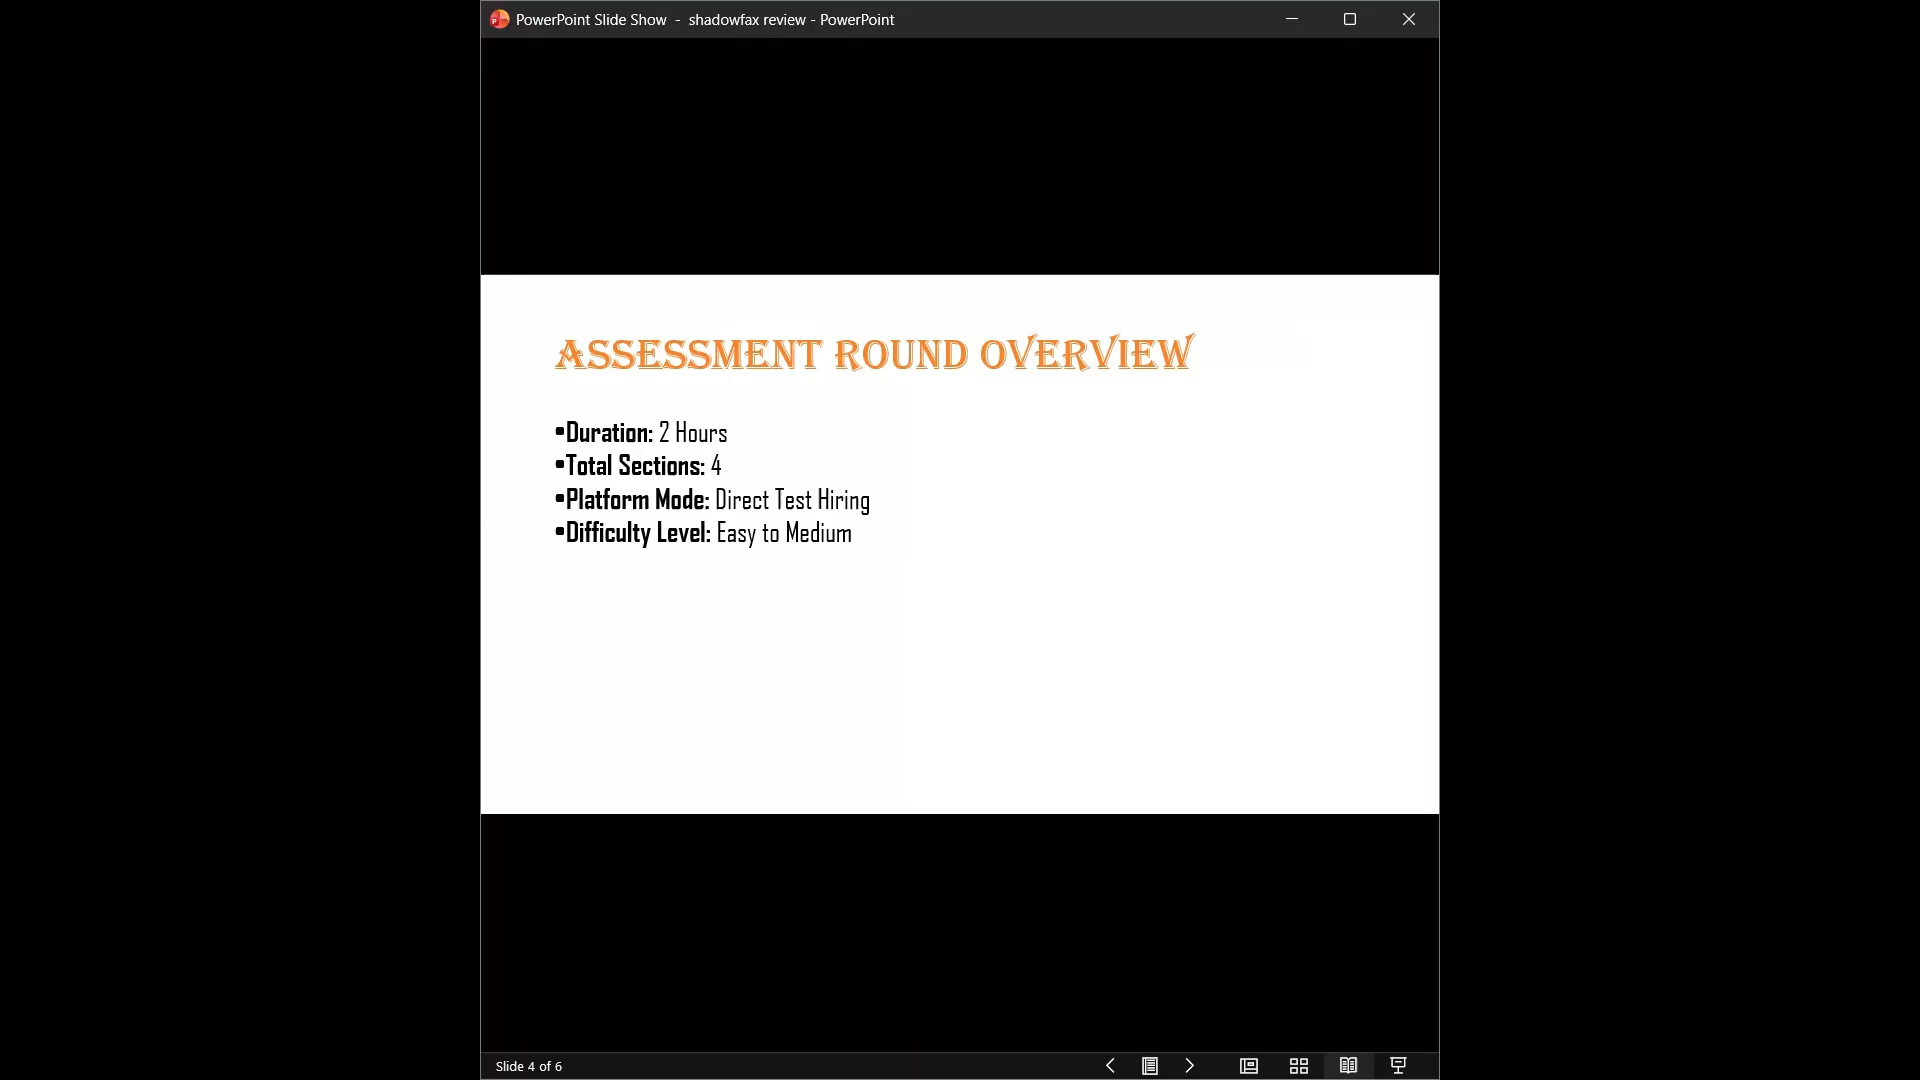 PowerPoint Slide Show - shadowfax review - PowerPoint
ASSESSMENT ROUND OVERVIEW
▪Duration: 2 Hours
▪Total Sections: 4
▪Platform Mode: Direct Test Hiring
▪Difficulty Level: Easy to Medium
Slide 4 of 6